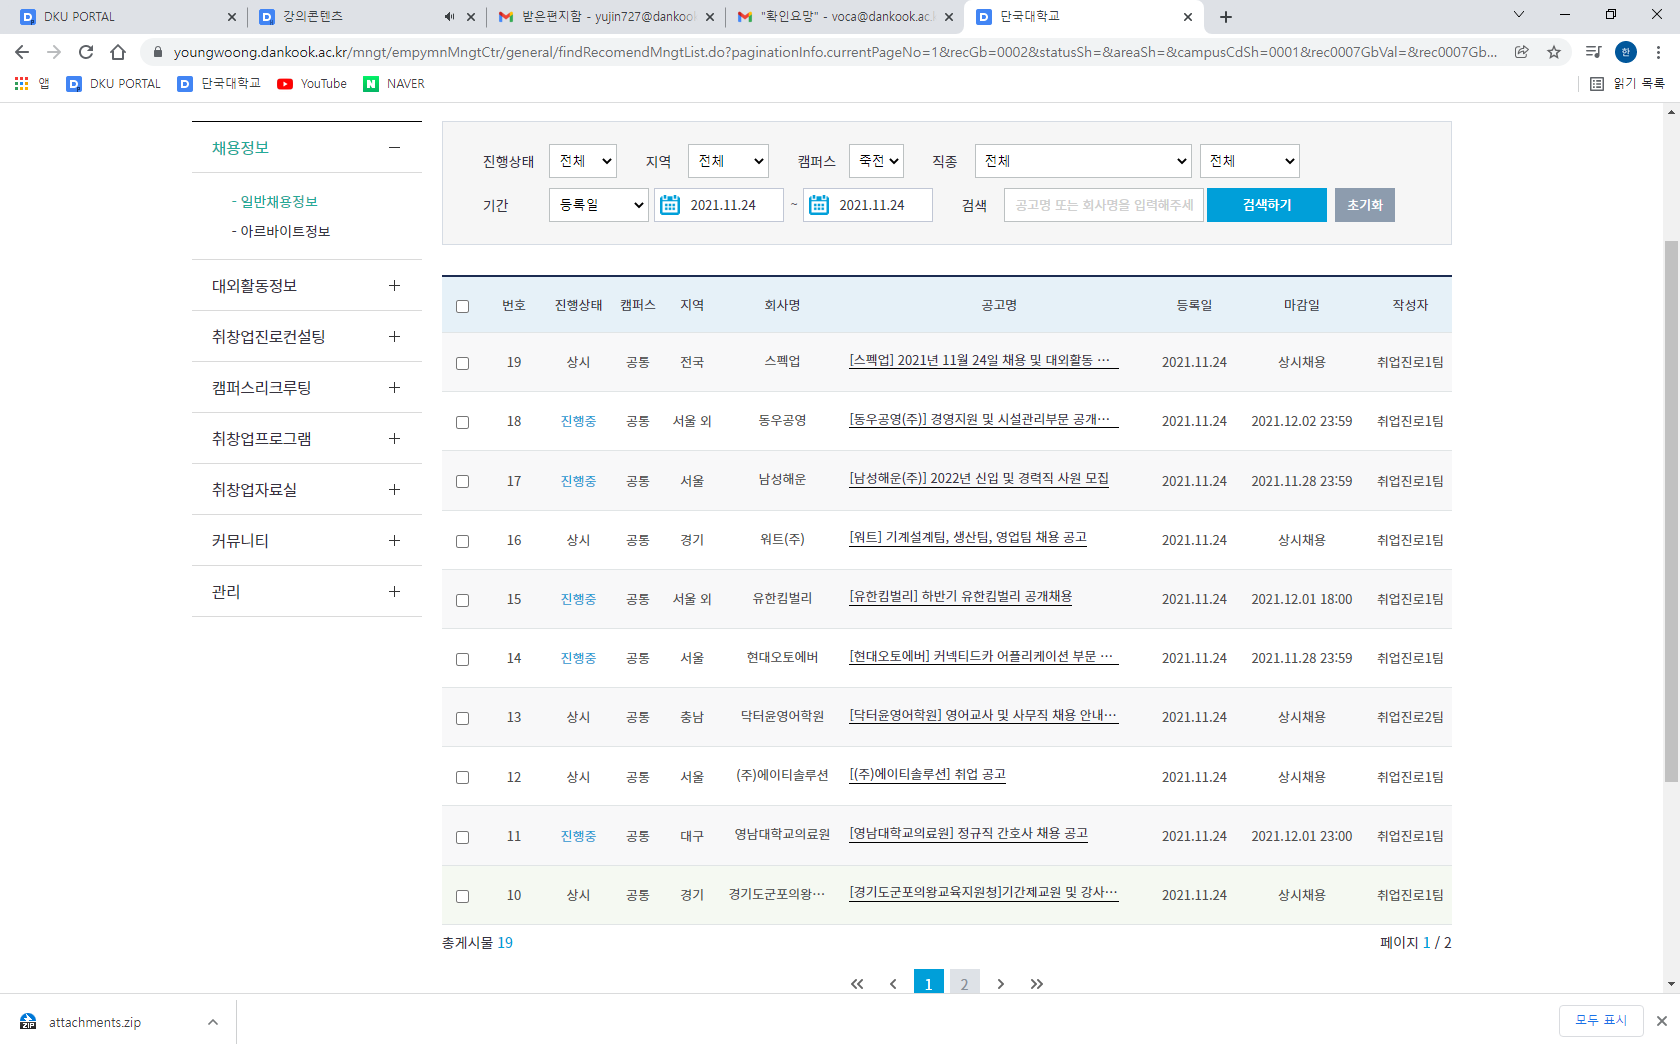 DKU PORTAL
강의콘텐츠
받은편지함 - yujin727@dankook
"확인요망" - voca@dankook.ac.k
단국대학교
youngwoong.dankook.ac.kr/mngt/empymnMngtCtr/general/findRecomendMngtList.do?paginationInfo.currentPageNo=1&recGb=0002&statusSh=&areaSh=&campusCdSh=0001&rec0007GbVal=&rec0007Gb...
한
앱 DKU PORTAL 단국대학교 YouTube NAVER 읽기 목록
채용정보
- 일반채용정보
- 아르바이트정보
대외활동정보
취창업진로컨설팅
캠퍼스리크루팅
취창업프로그램
취창업자료실
커뮤니티
관리
진행상태 전체 지역 전체 캠퍼스 죽전 직종 전체 전체
기간 등록일 2021.11.24 ~ 2021.11.24 검색 공고명 또는 회사명을 입력해주세 검색하기 초기화
번호 진행상태 캠퍼스 지역 회사명 공고명 등록일 마감일 작성자
19 상시 공통 전국 스펙업 [스펙업] 2021년 11월 24일 채용 및 대외활동 ... 2021.11.24 상시채용 취업진로1팀
18 진행중 공통 서울 외 동우공영 [동우공영(주)] 경영지원 및 시설관리부문 공개... 2021.11.24 2021.12.02 23:59 취업진로1팀
17 진행중 공통 서울 남성해운 [남성해운(주)] 2022년 신입 및 경력직 사원 모집 2021.11.24 2021.11.28 23:59 취업진로1팀
16 상시 공통 경기 워트(주) [워트] 기계설계팀, 생산팀, 영업팀 채용 공고 2021.11.24 상시채용 취업진로1팀
15 진행중 공통 서울 외 유한킴벌리 [유한킴벌리] 하반기 유한킴벌리 공개채용 2021.11.24 2021.12.01 18:00 취업진로1팀
14 진행중 공통 서울 현대오토에버 [현대오토에버] 커넥티드카 어플리케이션 부문 ... 2021.11.24 2021.11.28 23:59 취업진로1팀
13 상시 공통 충남 닥터윤영어학원 [닥터윤영어학원] 영어교사 및 사무직 채용 안내... 2021.11.24 상시채용 취업진로2팀
12 상시 공통 서울 (주)에이티솔루션 [(주)에이티솔루션] 취업 공고 2021.11.24 상시채용 취업진로1팀
11 진행중 공통 대구 영남대학교의료원 [영남대학교의료원] 정규직 간호사 채용 공고 2021.11.24 2021.12.01 23:00 취업진로1팀
10 상시 공통 경기 경기도군포의왕... [경기도군포의왕교육지원청]기간제교원 및 강사... 2021.11.24 상시채용 취업진로1팀
총게시물 19 페이지 1 / 2
« ‹ 1 2 › »
attachments.zip 모두 표시